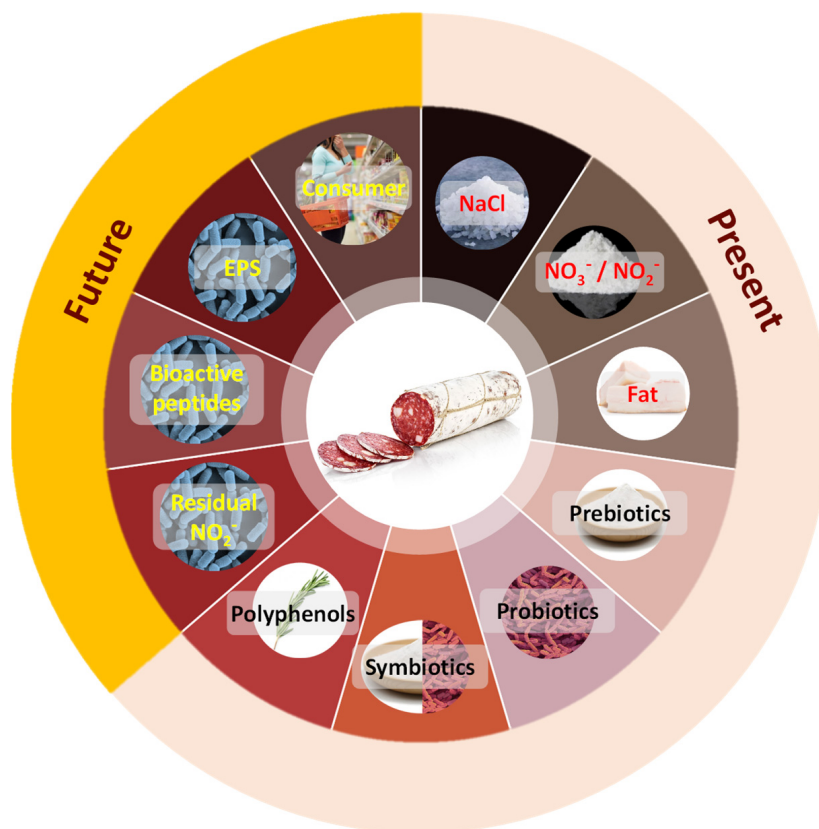 Future
Present
Consumer
NaCl
NO₃⁻ / NO₂⁻
Fat
Prebiotics
Probiotics
Symbiotics
Polyphenols
Residual
NO₂⁻
Bioactive
peptides
EPS